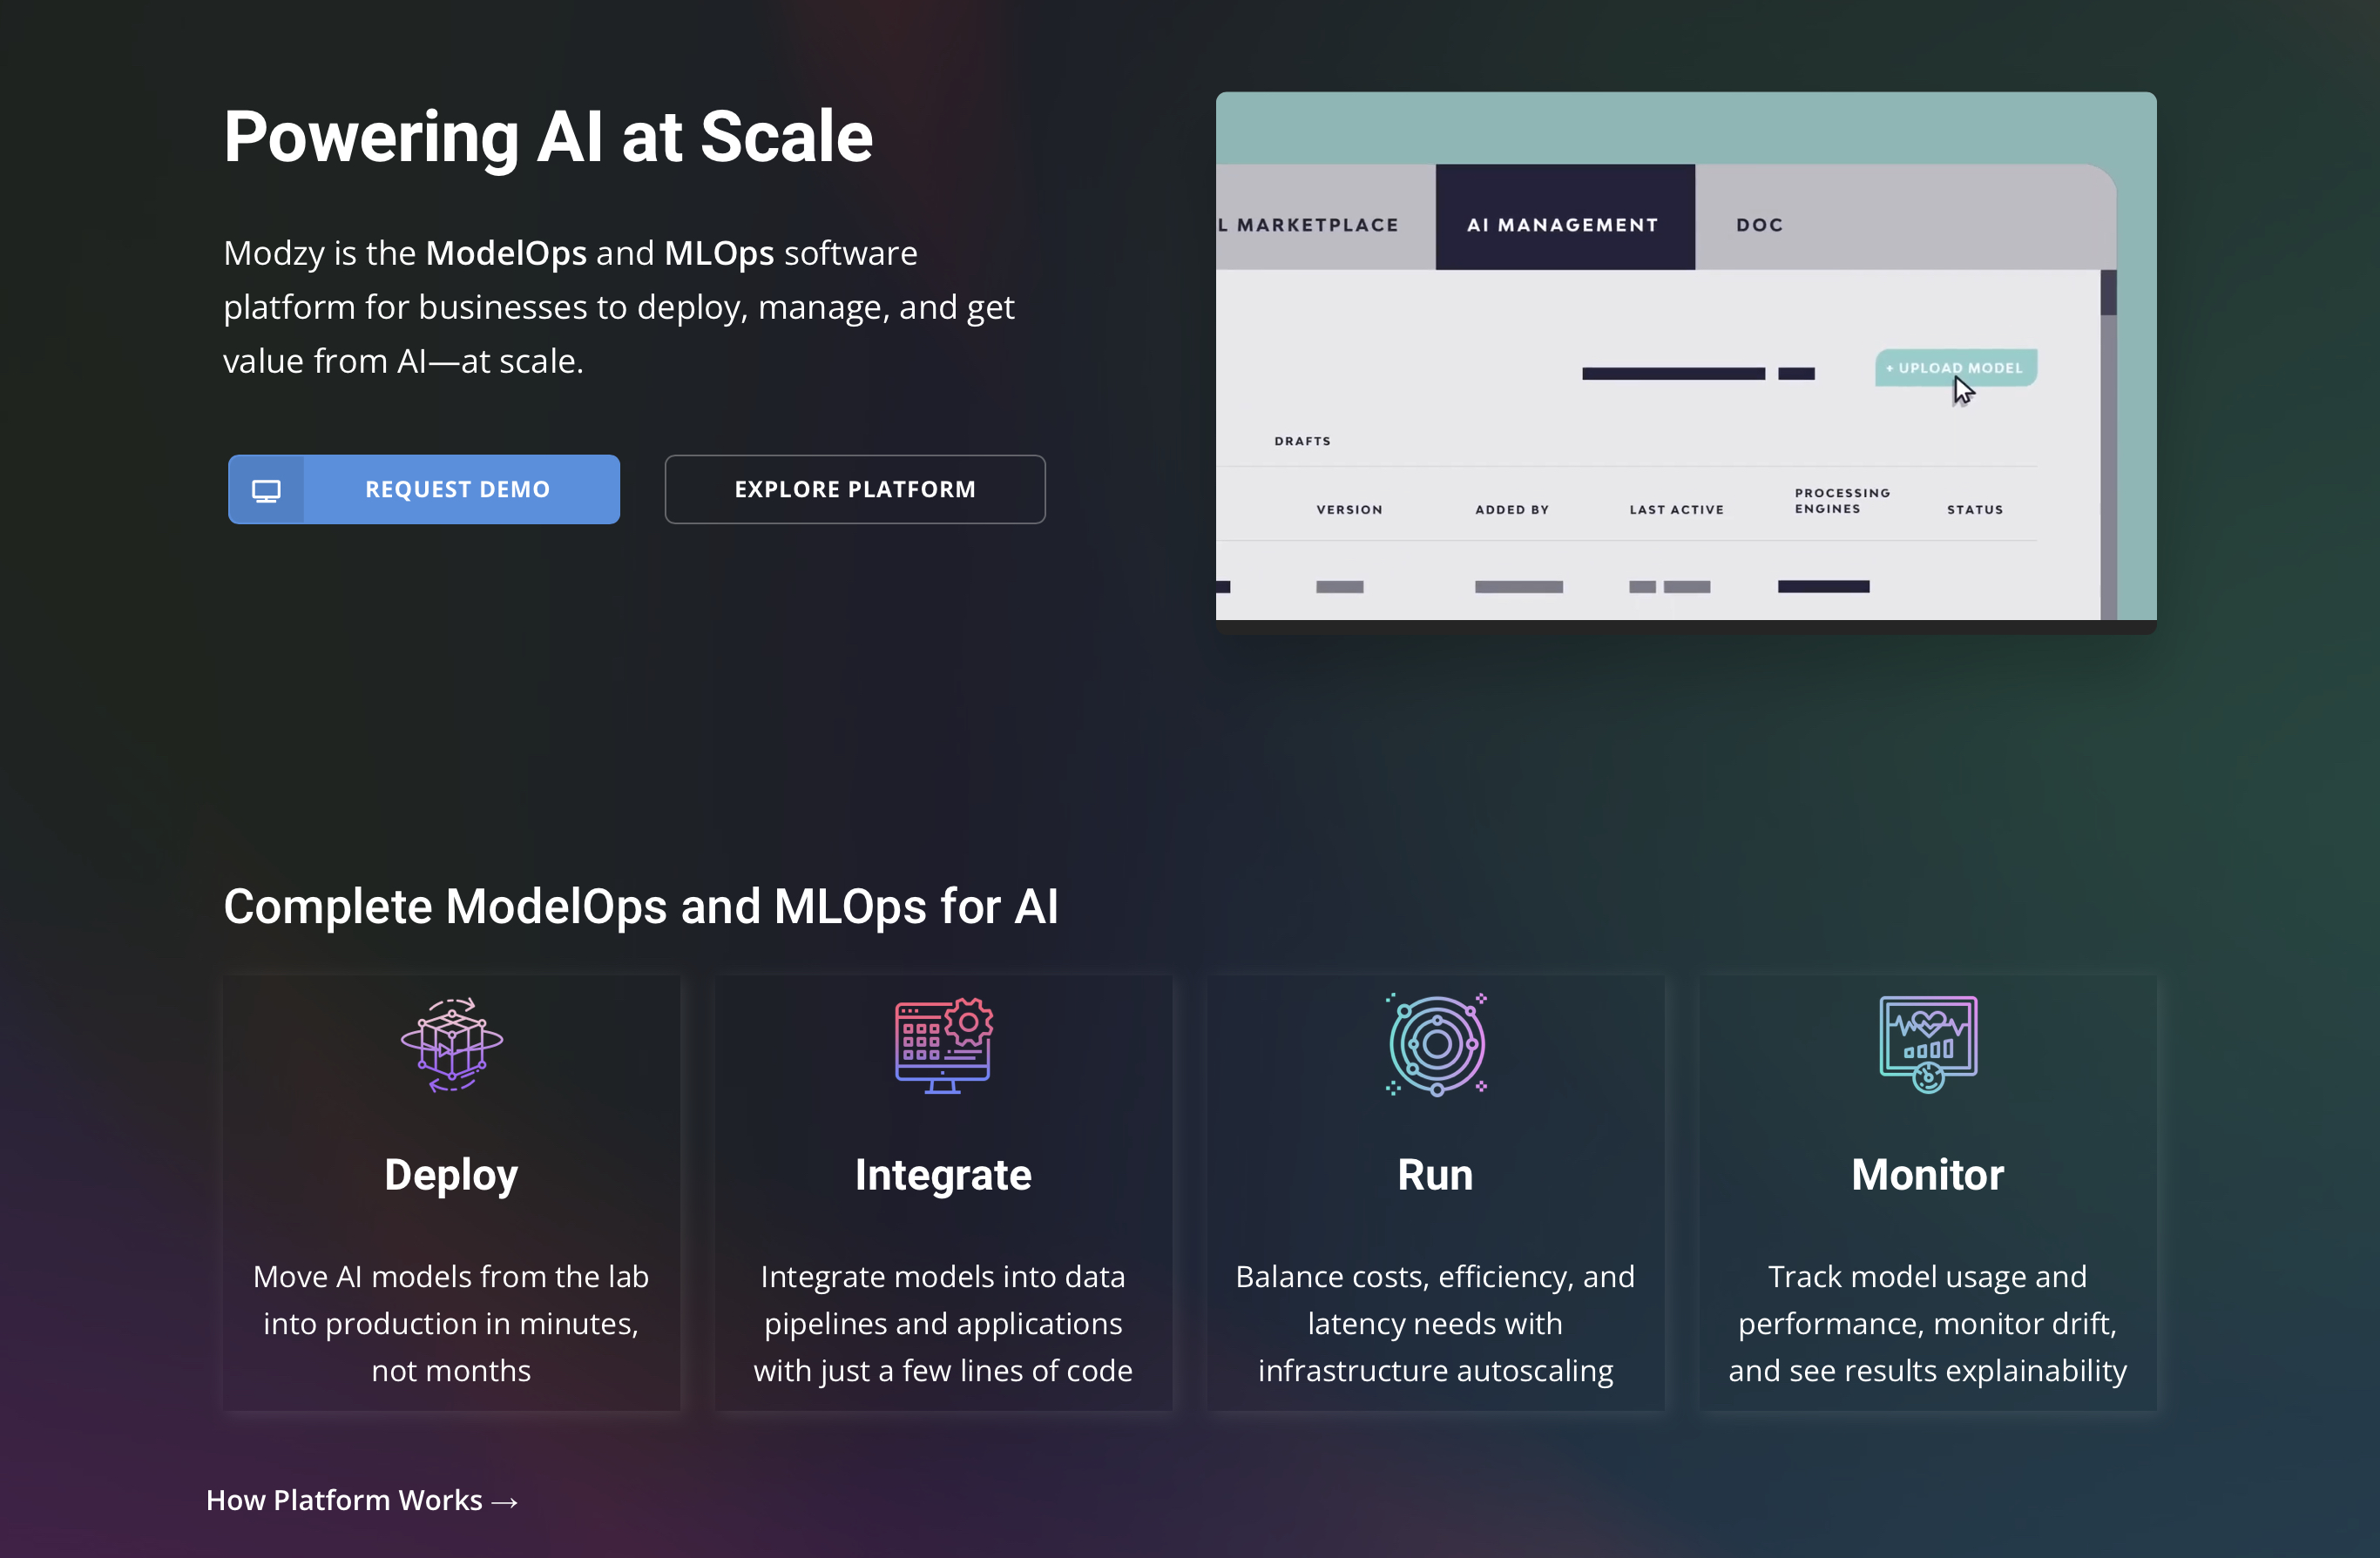 Powering AI at Scale
Modzy is the ModelOps and MLOps software
platform for businesses to deploy, manage, and get
value from AI—at scale.
REQUEST DEMO
EXPLORE PLATFORM
L MARKETPLACE
AI MANAGEMENT
DOC
+ UPLOAD MODEL
DRAFTS
VERSION
ADDED BY
LAST ACTIVE
PROCESSING
ENGINES
STATUS
Complete ModelOps and MLOps for AI
Deploy
Move AI models from the lab
into production in minutes,
not months
Integrate
Integrate models into data
pipelines and applications
with just a few lines of code
Run
Balance costs, efficiency, and
latency needs with
infrastructure autoscaling
Monitor
Track model usage and
performance, monitor drift,
and see results explainability
How Platform Works →